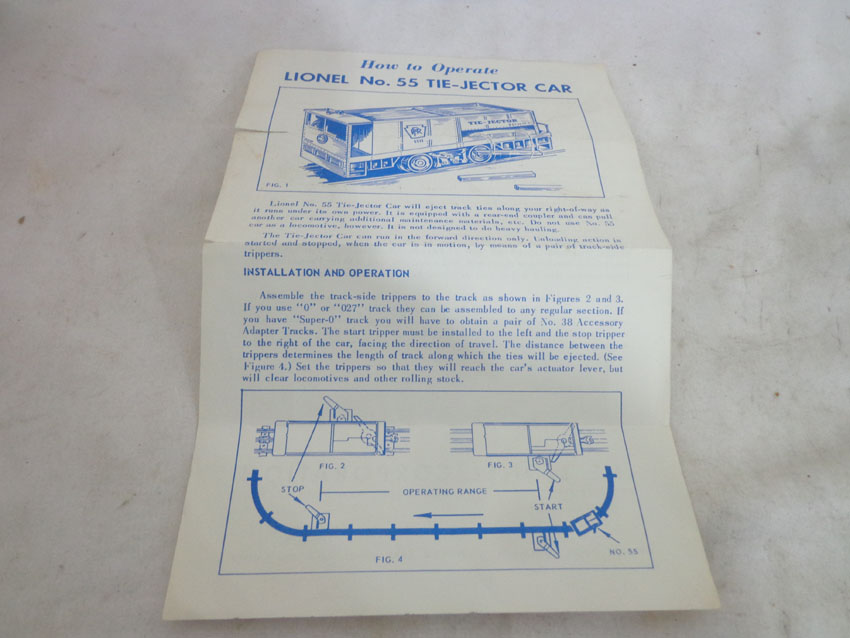 How to Operate
LIONEL No. 55 TIE-JECTOR CAR
TIE-JECTOR
FIG. 1
Lionel No. 55 Tie-Jector Car will eject track ties along your right-of-way as
it runs under its own power. It is equipped with a rear-end coupler and can pull
another car carrying additional maintenance materials, etc. Do not use No. 55
car as a locomotive, however. It is not designed to do heavy hauling.
The Tie-Jector Car can run in the forward direction only. Unloading action is
started and stopped, when the car is in motion, by means of a pair of track-side
trippers.
INSTALLATION AND OPERATION
Assemble the track-side trippers to the track as shown in Figures 2 and 3.
If you use "0" or "027" track they can be assembled to any regular section. If
you have "Super-0" track you will have to obtain a pair of No. 38 Accessory
Adapter Tracks. The start tripper must be installed to the left and the stop tripper
to the right of the car, facing the direction of travel. The distance between the
trippers determines the length of track along which the ties will be ejected. (See
Figure 4.) Set the trippers so that they will reach the car's actuator lever, but
will clear locomotives and other rolling stock.
FIG. 2
FIG. 3
STOP
OPERATING RANGE
START
FIG. 4
NO. 55